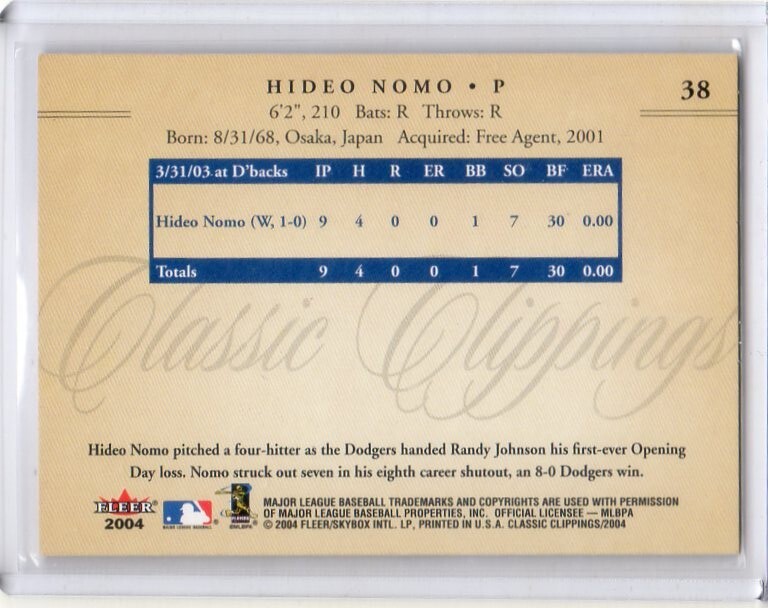 HIDEO NOMO • P
38
6'2", 210 Bats: R Throws: R
Born: 8/31/68, Osaka, Japan Acquired: Free Agent, 2001
3/31/03 at D'backs IP H R ER BB SO BF ERA
Hideo Nomo (W, 1-0) 9 4 0 0 1 7 30 0.00
Totals 9 4 0 0 1 7 30 0.00
Classic Clippings
Hideo Nomo pitched a four-hitter as the Dodgers handed Randy Johnson his first-ever Opening
Day loss. Nomo struck out seven in his eighth career shutout, an 8-0 Dodgers win.
FLEER
2004
MAJOR LEAGUE BASEBALL
MAJOR LEAGUE BASEBALL TRADEMARKS AND COPYRIGHTS ARE USED WITH PERMISSION
OF MAJOR LEAGUE BASEBALL PROPERTIES, INC. OFFICIAL LICENSEE — MLBPA
© 2004 FLEER/SKYBOX INTL. LP, PRINTED IN U.S.A. CLASSIC CLIPPINGS/2004